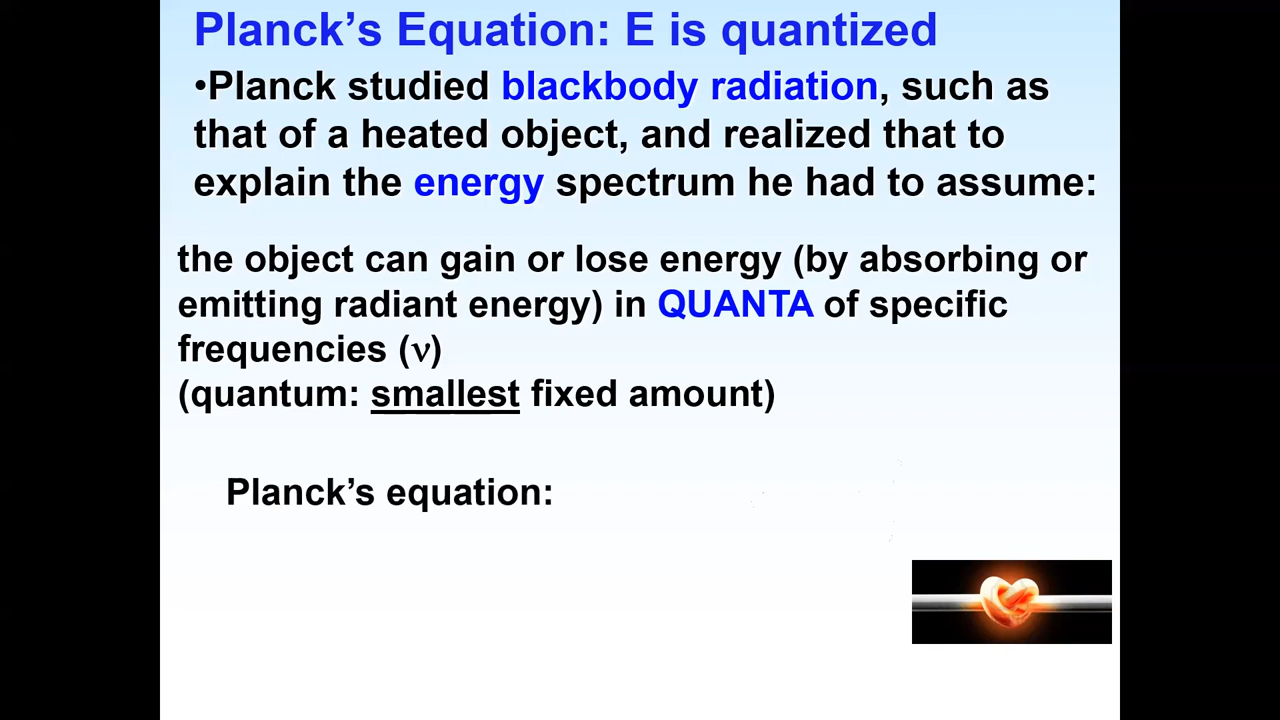 Planck’s Equation: E is quantized
•Planck studied blackbody radiation, such as
that of a heated object, and realized that to
explain the energy spectrum he had to assume:
the object can gain or lose energy (by absorbing or
emitting radiant energy) in QUANTA of specific
frequencies (ν)
(quantum: smallest fixed amount)
Planck’s equation: